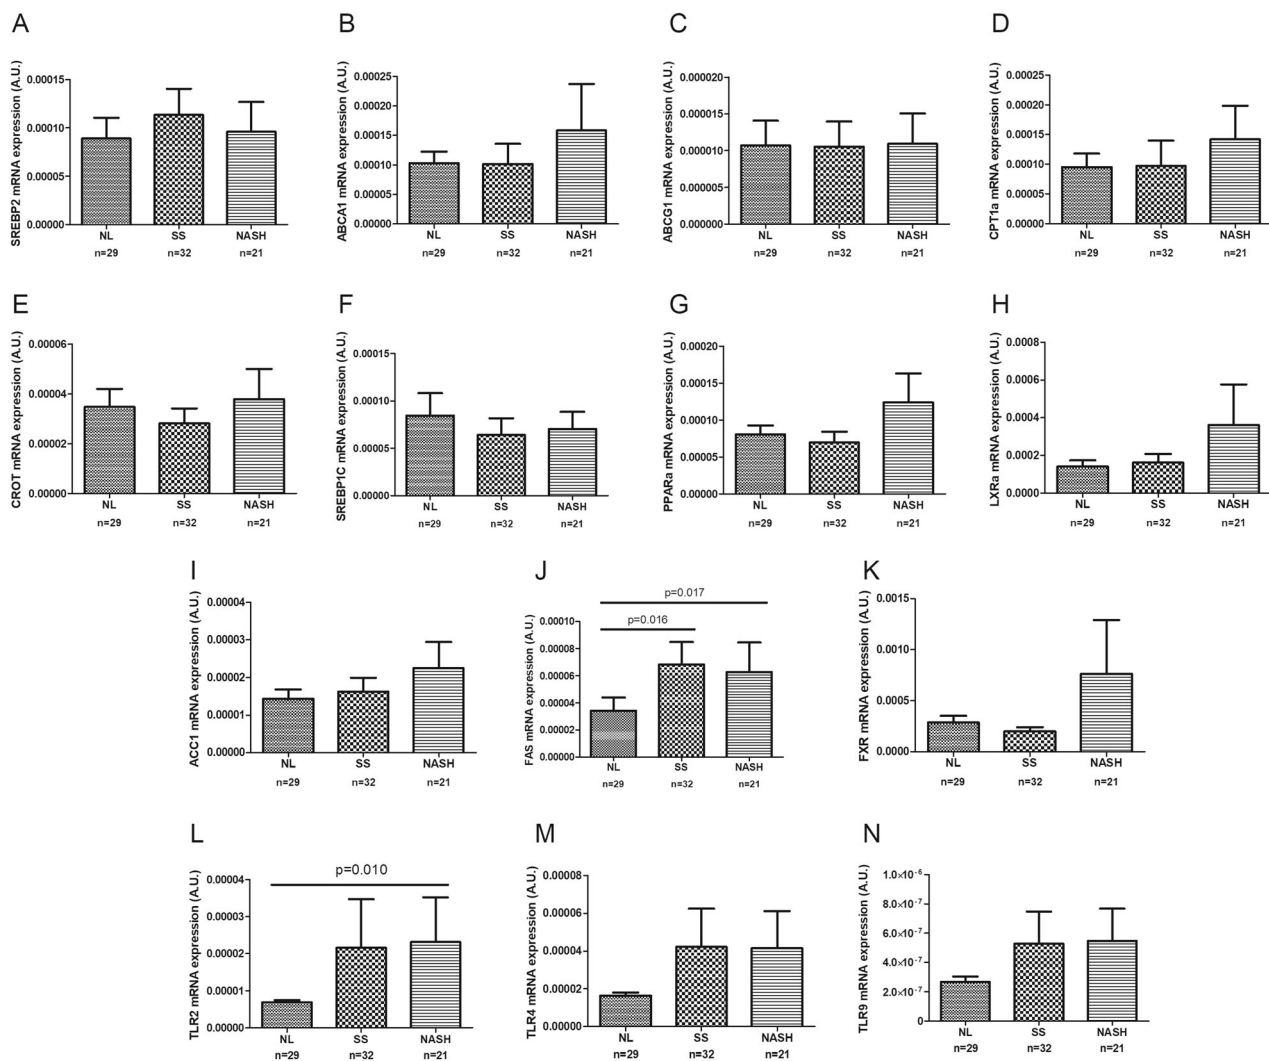 A
SREBP2 mRNA expression (A.U.)
0.00015
0.00010
0.00005
0.00000
NL SS NASH
n=29 n=32 n=21
B
ABCA1 mRNA expression (A.U.)
0.00025
0.00020
0.00015
0.00010
0.00005
0.00000
NL SS NASH
n=29 n=32 n=21
C
ABCG1 mRNA expression (A.U.)
0.000020
0.000015
0.000010
0.000005
0.000000
NL SS NASH
n=29 n=32 n=21
D
CPT1a mRNA expression (A.U.)
0.00025
0.00020
0.00015
0.00010
0.00005
0.00000
NL SS NASH
n=29 n=32 n=21
E
CROT mRNA expression (A.U.)
0.00006
0.00004
0.00002
0.00000
NL SS NASH
n=29 n=32 n=21
F
SREBP1C mRNA expression (A.U.)
0.00015
0.00010
0.00005
0.00000
NL SS NASH
n=29 n=32 n=21
G
PPARa mRNA expression (A.U.)
0.00020
0.00015
0.00010
0.00005
0.00000
NL SS NASH
n=29 n=32 n=21
H
LXRa mRNA expression (A.U.)
0.0008
0.0006
0.0004
0.0002
0.0000
NL SS NASH
n=29 n=32 n=21
I
ACC1 mRNA expression (A.U.)
0.00004
0.00003
0.00002
0.00001
0.00000
NL SS NASH
n=29 n=32 n=21
J
p=0.017
p=0.016
FAS mRNA expression (A.U.)
0.00010
0.00008
0.00006
0.00004
0.00002
0.00000
NL SS NASH
n=29 n=32 n=21
K
FXR mRNA expression (A.U.)
0.0015
0.0010
0.0005
0.0000
NL SS NASH
n=29 n=32 n=21
L
p=0.010
TLR2 mRNA expression (A.U.)
0.00004
0.00003
0.00002
0.00001
0.00000
NL SS NASH
n=29 n=32 n=21
M
TLR4 mRNA expression (A.U.)
0.00008
0.00006
0.00004
0.00002
0.00000
NL SS NASH
n=29 n=32 n=21
N
TLR9 mRNA expression (A.U.)
1.0×10⁻⁶
8.0×10⁻⁷
6.0×10⁻⁷
4.0×10⁻⁷
2.0×10⁻⁷
0
NL SS NASH
n=29 n=32 n=21